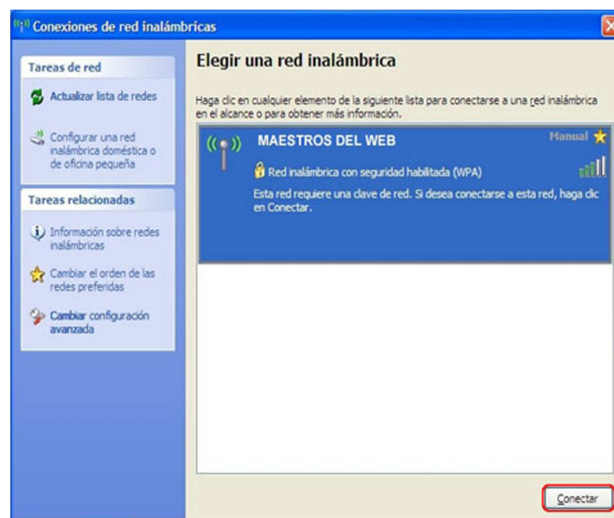 Conexiones de red inalámbricas
Tareas de red
Actualizar lista de redes
Configurar una red
inalámbrica doméstica o
de oficina pequeña
Tareas relacionadas
Información sobre redes
inalámbricas
Cambiar el orden de las
redes preferidas
Cambiar configuración
avanzada
Elegir una red inalámbrica
Haga clic en cualquier elemento de la siguiente lista para conectarse a una red inalámbrica
en el alcance o para obtener más información.
MAESTROS DEL WEB
Manual
Red inalámbrica con seguridad habilitada (WPA)
Esta red requiere una clave de red. Si desea conectarse a esta red, haga clic
en Conectar.
Conectar